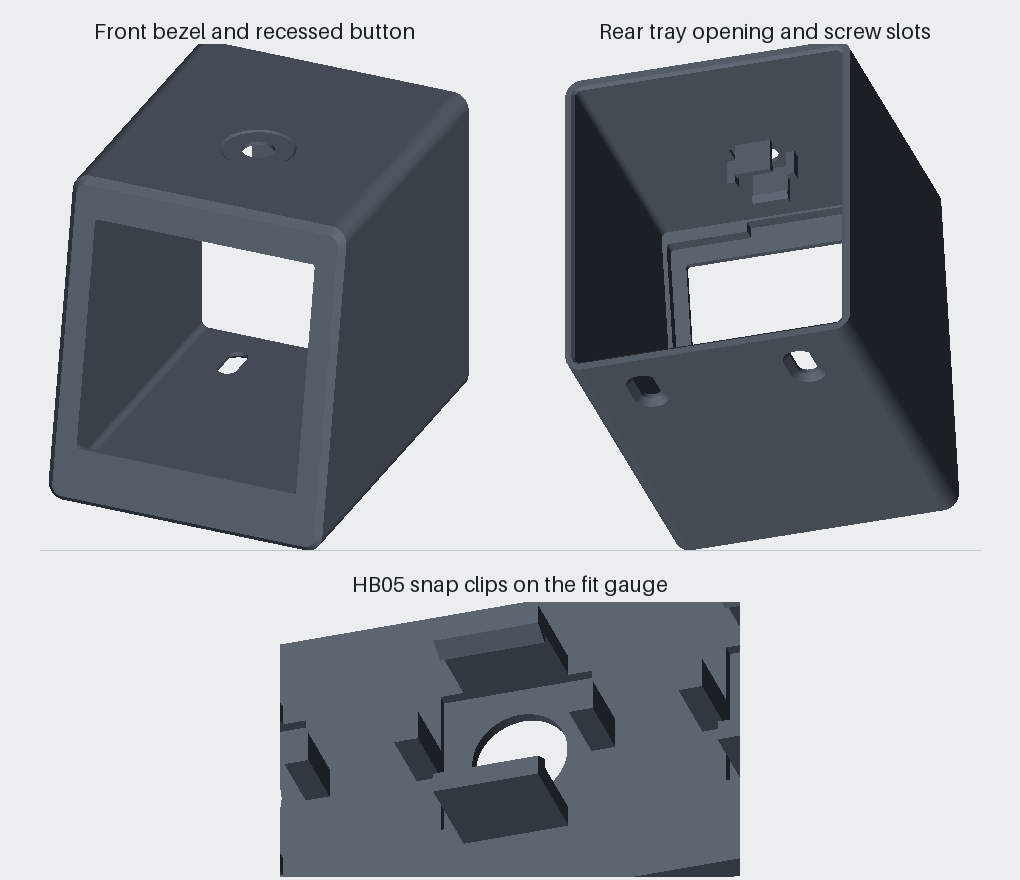 Front bezel and recessed button
Rear tray opening and screw slots
HB05 snap clips on the fit gauge